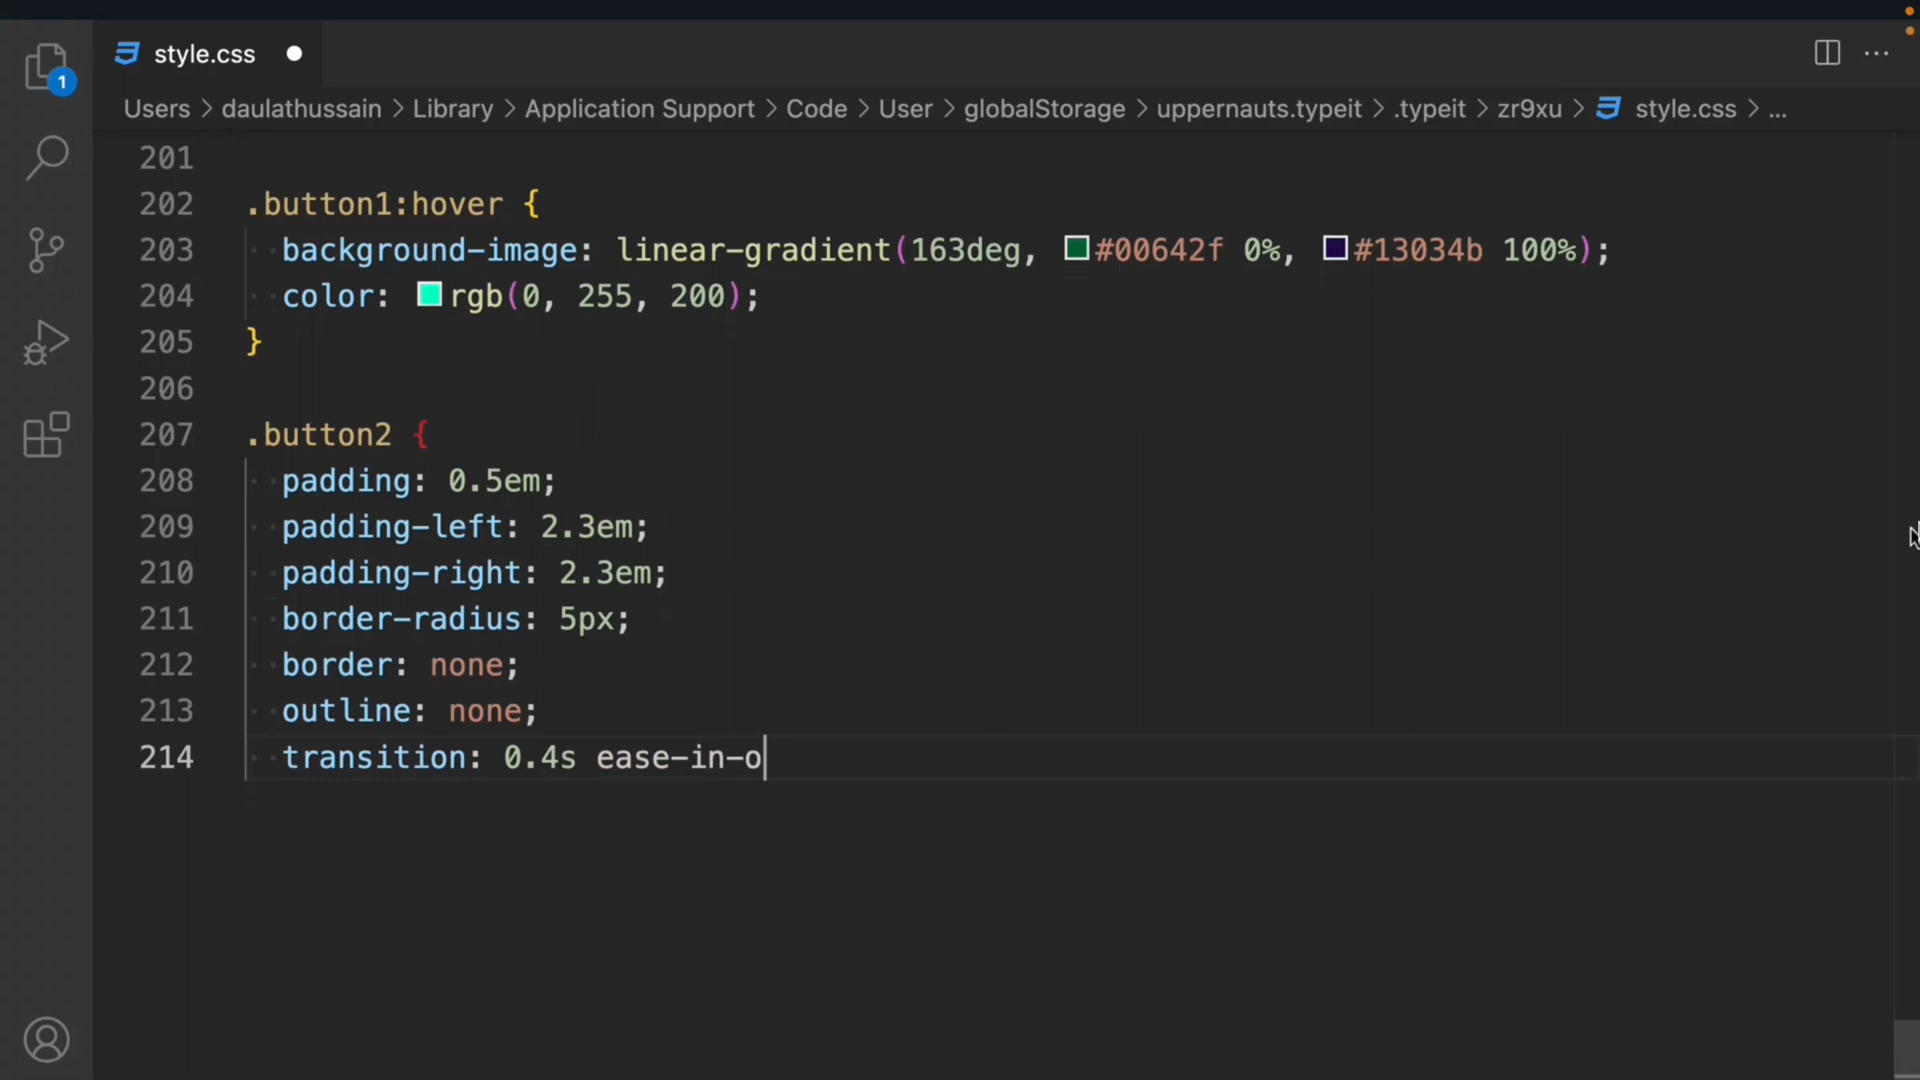 style.css
1
Users > daulathussain > Library > Application Support > Code > User > globalStorage > uppernauts.typeit > .typeit > zr9xu > style.css > ...
201
202 .button1:hover {
203 background-image: linear-gradient(163deg, #00642f 0%, #13034b 100%);
204 color: rgb(0, 255, 200);
205 }
206
207 .button2 {
208 padding: 0.5em;
209 padding-left: 2.3em;
210 padding-right: 2.3em;
211 border-radius: 5px;
212 border: none;
213 outline: none;
214 transition: 0.4s ease-in-o